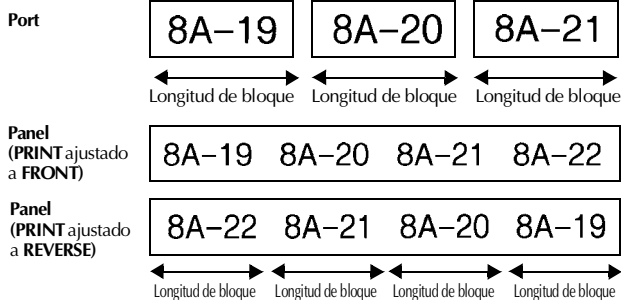 Port
8A–19 8A–20 8A–21
Longitud de bloque Longitud de bloque Longitud de bloque
Panel
(PRINT ajustado
a FRONT)
8A–19 8A–20 8A–21 8A–22
Panel
(PRINT ajustado
a REVERSE)
8A–22 8A–21 8A–20 8A–19
Longitud de bloque Longitud de bloque Longitud de bloque Longitud de bloque